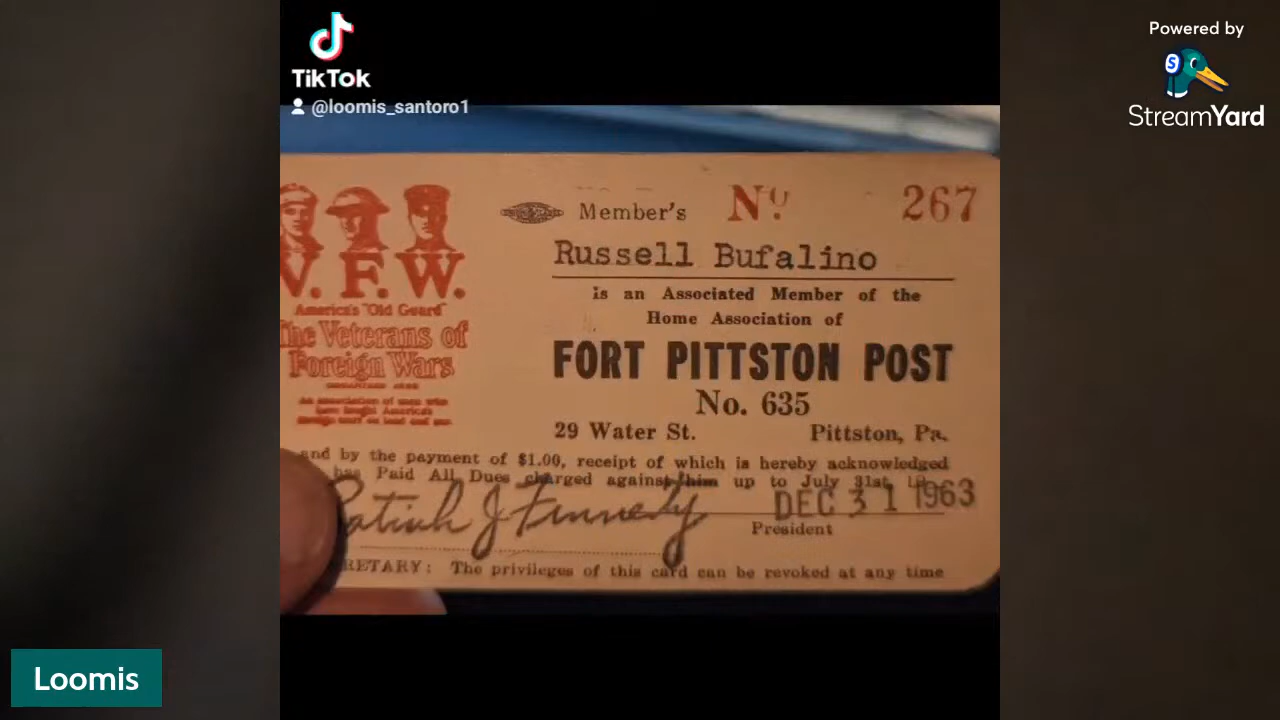 TikTok
@loomis_santoro1
Powered by
StreamYard
Member's No. 267
Russell Bufalino
is an Associated Member of the
Home Association of
FORT PITTSTON POST
No. 635
29 Water St. Pittston, Pa.
V. F. W.
America's "Old Guard"
The Veterans of
Foreign Wars
and by the payment of $1.00, receipt of which is hereby acknowledged
has Paid All Dues charged against him up to July 31st,
DEC 31 1963
President
RETARY: The privileges of this card can be revoked at any time
Loomis